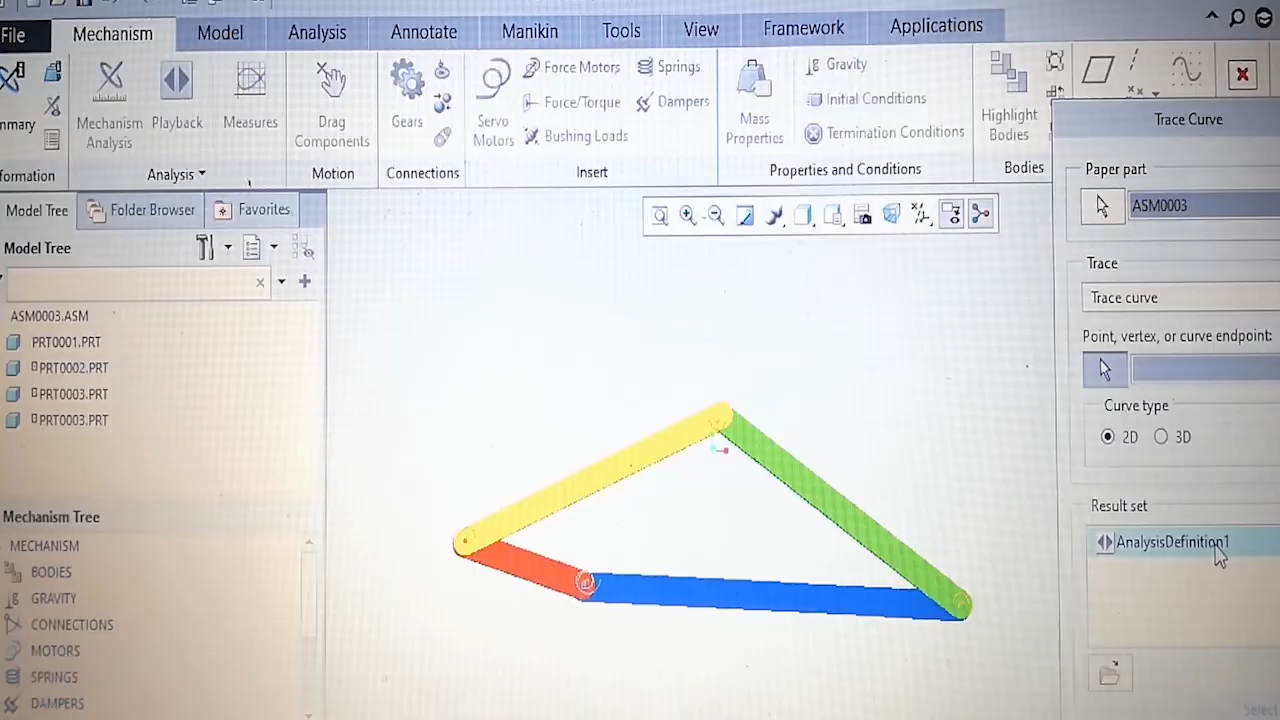 File Mechanism Model Analysis Annotate Manikin Tools View Framework Applications
Mechanism Analysis
Playback
Measures
Drag Components
Gears
Servo Motors
Force Motors
Force/Torque
Bushing Loads
Springs
Dampers
Mass Properties
Gravity
Initial Conditions
Termination Conditions
Highlight Bodies
mmary
formation
Analysis
Motion
Connections
Insert
Properties and Conditions
Bodies
Model Tree Folder Browser Favorites
Model Tree
ASM0003.ASM
PRT0001.PRT
PRT0002.PRT
PRT0003.PRT
PRT0003.PRT
Mechanism Tree
MECHANISM
BODIES
GRAVITY
CONNECTIONS
MOTORS
SPRINGS
DAMPERS
Trace Curve
Paper part
ASM0003
Trace
Trace curve
Point, vertex, or curve endpoint:
Curve type
2D 3D
Result set
AnalysisDefinition1
Select